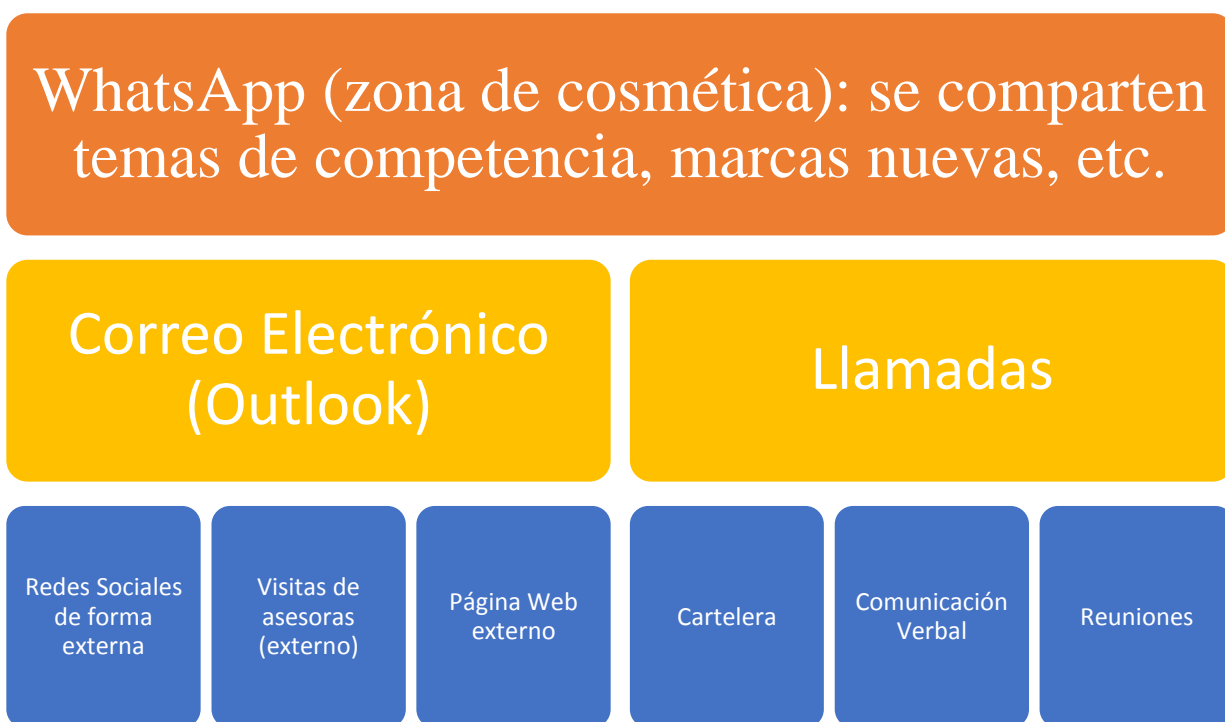 WhatsApp (zona de cosmética): se comparten
temas de competencia, marcas nuevas, etc.
Correo Electrónico
(Outlook)
Llamadas
Redes Sociales
de forma
externa
Visitas de
asesoras
(externo)
Página Web
externo
Cartelera
Comunicación
Verbal
Reuniones